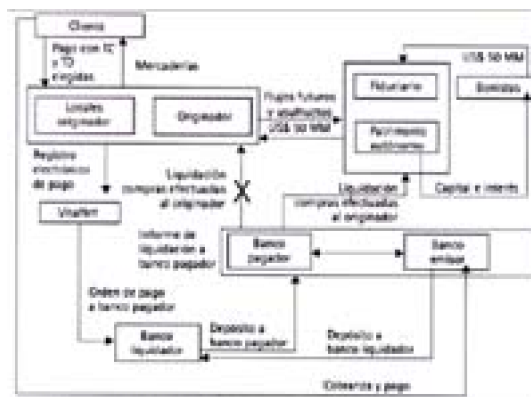 Cliente
Pago con TC y TD
elegidas
Mercaderías
US$ 50 MM
Locales
originador
Originador
Flujos futuros
y usufructos
US$ 50 MM
Fiduciario
Patrimonio
autónomo
Bonistas
Registro
electrónico
de pago
Liquidación
compras efectuadas
al originador
Liquidación
compras efectuadas
al originador
Capital e interés
VisaNet
Informe de
liquidación a
banco pagador
Banco
pagador
Banco
emisor
Orden de pago
a banco pagador
Banco
liquidador
Depósito a
banco pagador
Depósito a
banco liquidador
Cobranza y pago